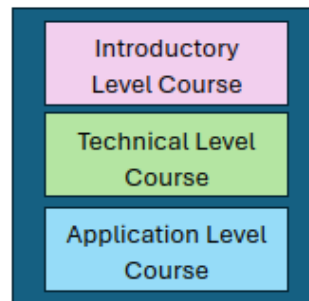 Introductory
Level Course
Technical Level
Course
Application Level
Course